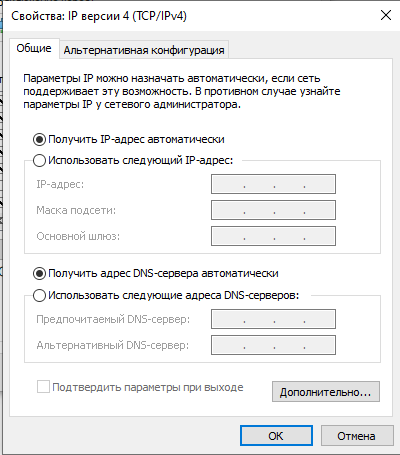 Свойства: IP версии 4 (TCP/IPv4)
Общие
Альтернативная конфигурация
Параметры IP можно назначать автоматически, если сеть
поддерживает эту возможность. В противном случае узнайте
параметры IP у сетевого администратора.
Получить IP-адрес автоматически
Использовать следующий IP-адрес:
IP-адрес:
Маска подсети:
Основной шлюз:
Получить адрес DNS-сервера автоматически
Использовать следующие адреса DNS-серверов:
Предпочитаемый DNS-сервер:
Альтернативный DNS-сервер:
Подтвердить параметры при выходе
Дополнительно...
ОК
Отмена